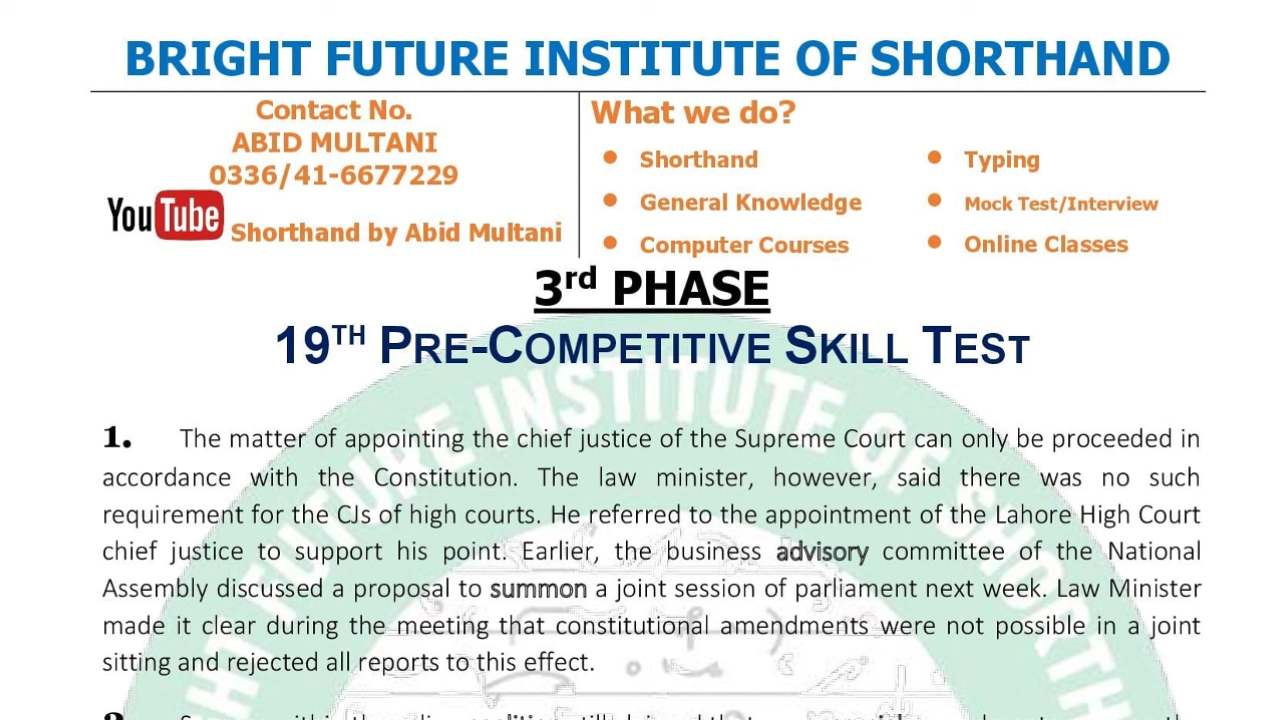 BRIGHT FUTURE INSTITUTE OF SHORTHAND
Contact No.
ABID MULTANI
0336/41-6677229
YouTube Shorthand by Abid Multani
What we do?
Shorthand
General Knowledge
Computer Courses
Typing
Mock Test/Interview
Online Classes
3rd PHASE
19TH PRE-COMPETITIVE SKILL TEST
1. The matter of appointing the chief justice of the Supreme Court can only be proceeded in
accordance with the Constitution. The law minister, however, said there was no such
requirement for the CJs of high courts. He referred to the appointment of the Lahore High Court
chief justice to support his point. Earlier, the business advisory committee of the National
Assembly discussed a proposal to summon a joint session of parliament next week. Law Minister
made it clear during the meeting that constitutional amendments were not possible in a joint
sitting and rejected all reports to this effect.
BRIGHT FUTURE INSTITUTE OF SHORTHAND